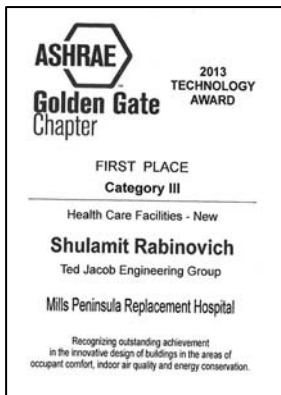 ASHRAE
Golden Gate
Chapter
2013
TECHNOLOGY
AWARD
FIRST PLACE
Category III
Health Care Facilities - New
Shulamit Rabinovich
Ted Jacob Engineering Group
Mills Peninsula Replacement Hospital
Recognizing outstanding achievement
in the innovative design of buildings in the areas of
occupant comfort, indoor air quality and energy conservation.